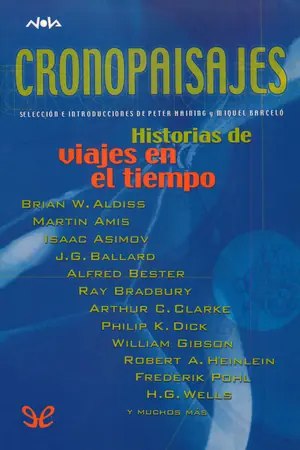 NOVA
CRONOPAISAJES
SELECCIÓN E INTRODUCCIONES DE PETER HAINING y MIQUEL BARCELÓ
Historias de
viajes en
el tiempo
BRIAN W. ALDISS
MARTIN AMIS
ISAAC ASIMOV
J.G. BALLARD
ALFRED BESTER
RAY BRADBURY
ARTHUR C. CLARKE
PHILIP K. DICK
WILLIAM GIBSON
ROBERT A. HEINLEIN
FREDERIK POHL
H.G. WELLS
Y MUCHOS MÁS